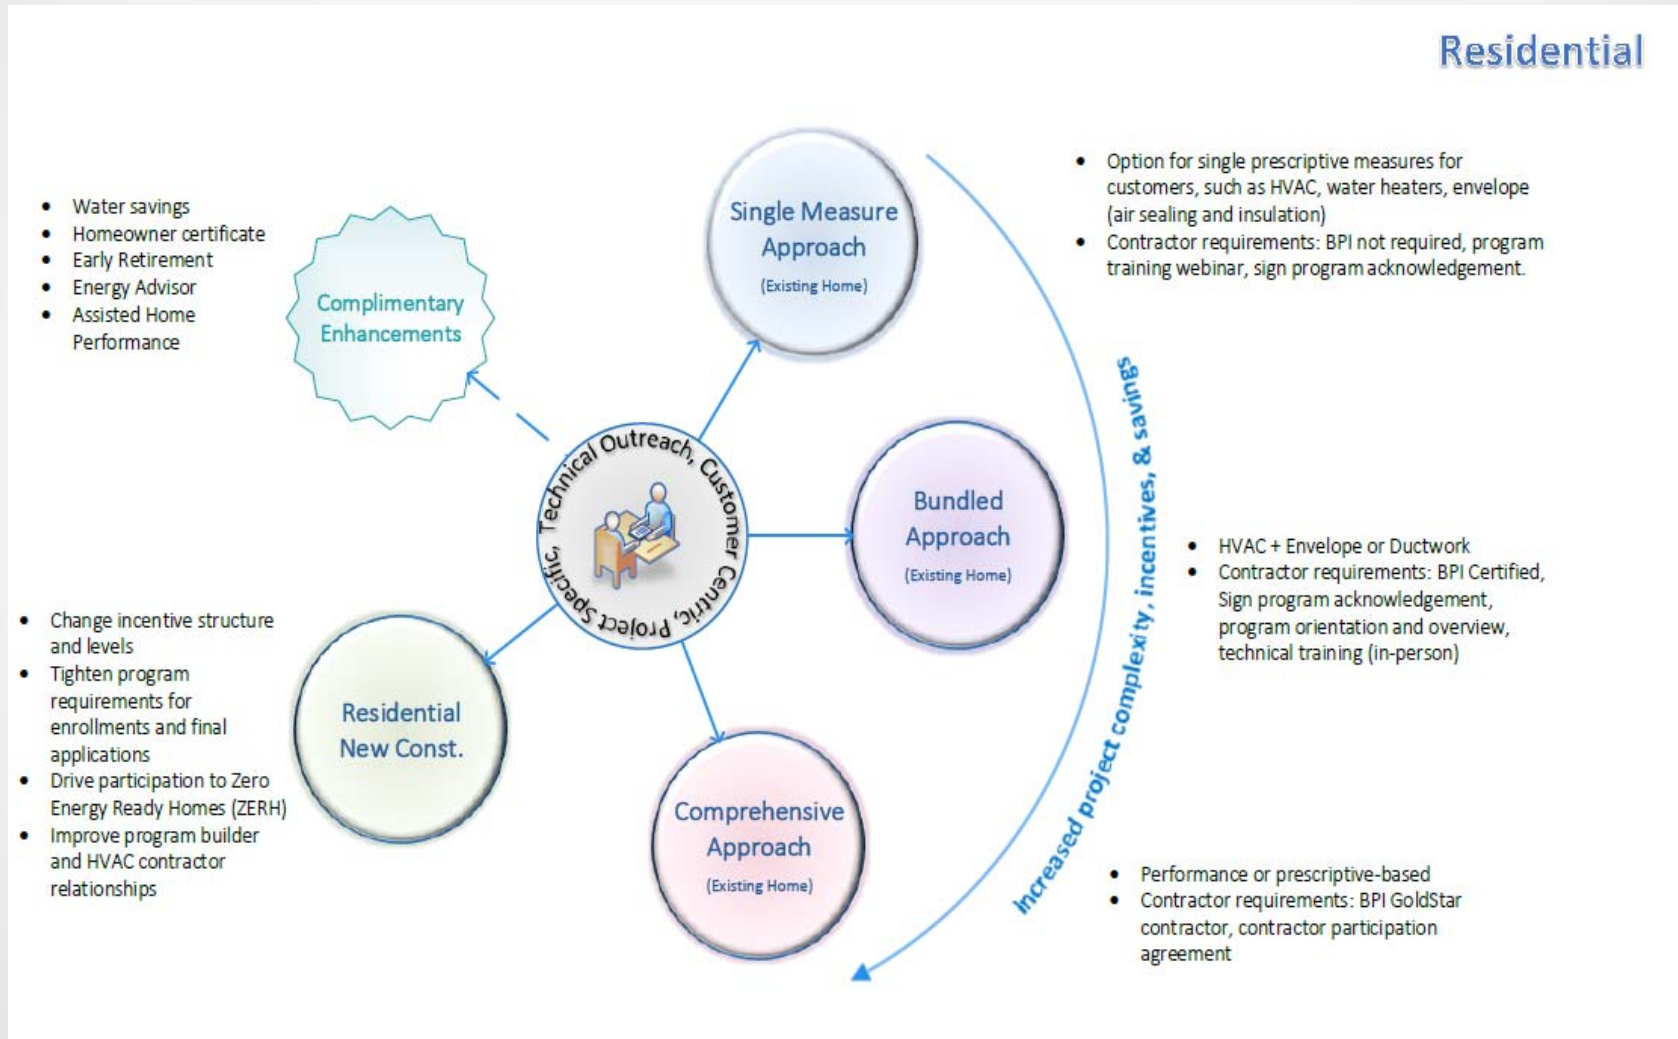 Residential
Single Measure
Approach
(Existing Home)
• Option for single prescriptive measures for
customers, such as HVAC, water heaters, envelope
(air sealing and insulation)
• Contractor requirements: BPI not required, program
training webinar, sign program acknowledgement.
• Water savings
• Homeowner certificate
• Early Retirement
• Energy Advisor
• Assisted Home
Performance
Complimentary
Enhancements
Technical Outreach, Customer Centric, Project Specific,
Bundled
Approach
(Existing Home)
Increased project complexity, incentives, & savings
• HVAC + Envelope or Ductwork
• Contractor requirements: BPI Certified,
Sign program acknowledgement,
program orientation and overview,
technical training (in-person)
• Change incentive structure
and levels
• Tighten program
requirements for
enrollments and final
applications
• Drive participation to Zero
Energy Ready Homes (ZERH)
• Improve program builder
and HVAC contractor
relationships
Residential
New Const.
Comprehensive
Approach
(Existing Home)
• Performance or prescriptive-based
• Contractor requirements: BPI GoldStar
contractor, contractor participation
agreement